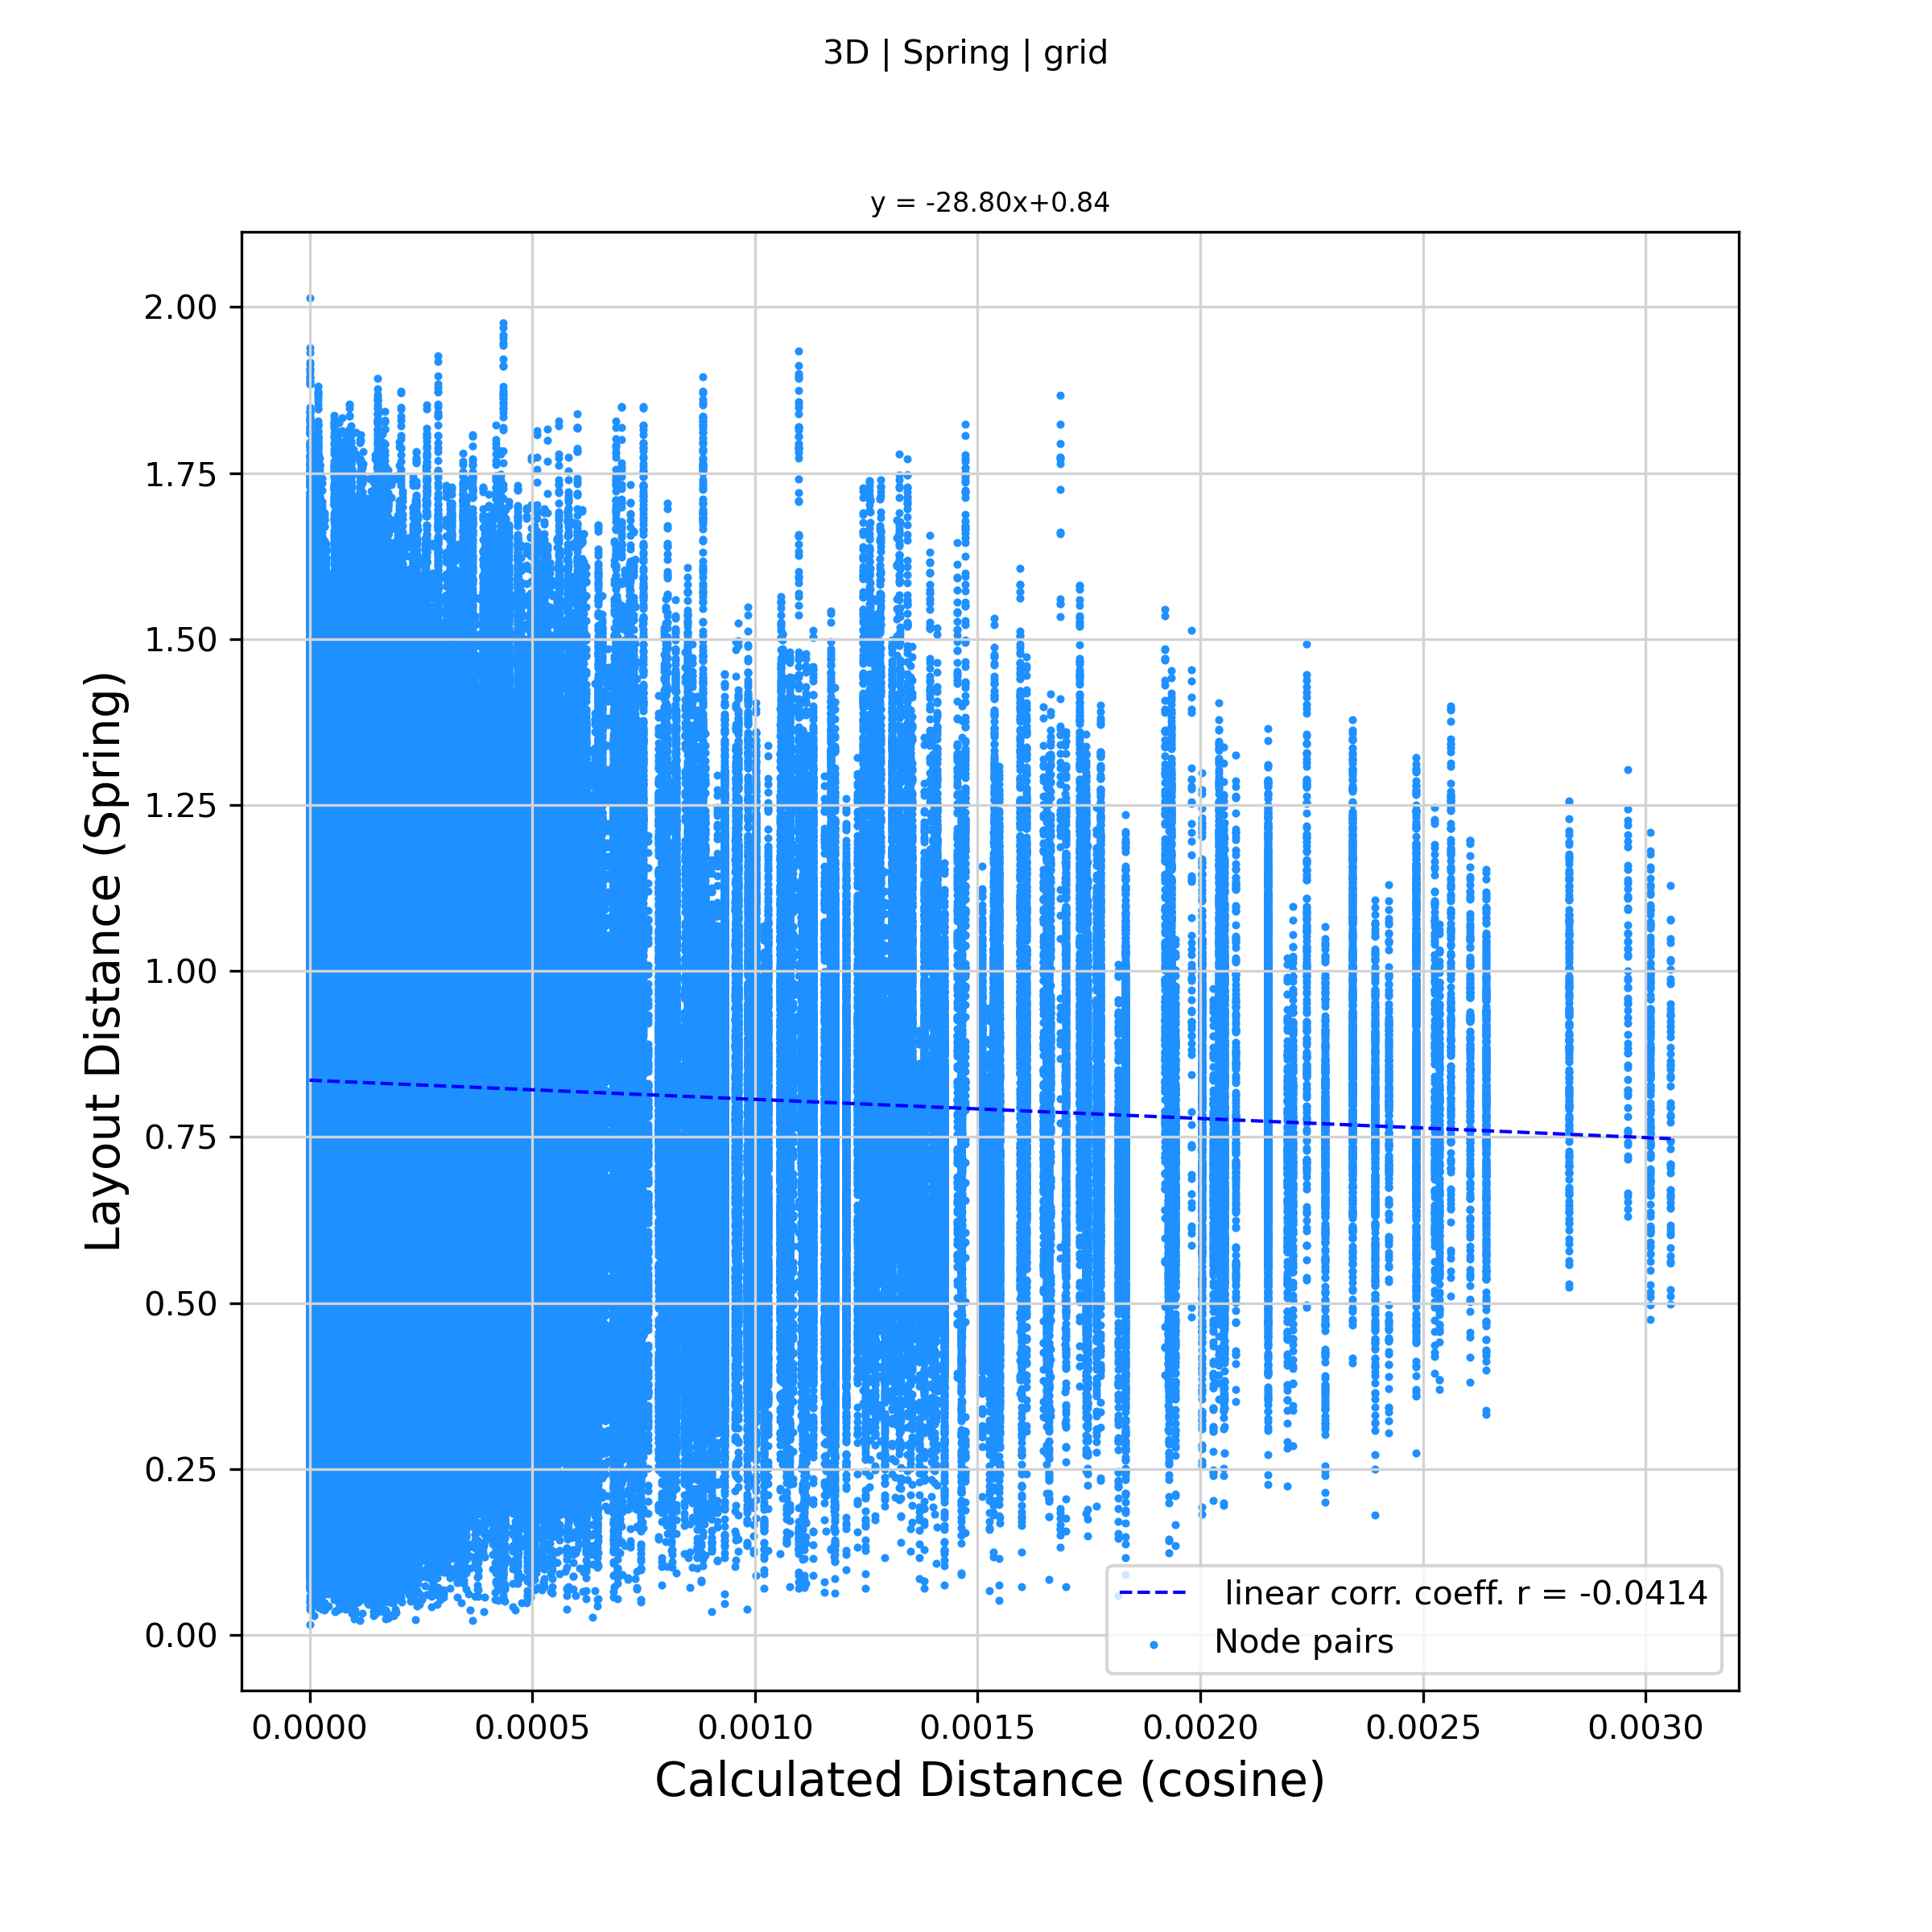 3D | Spring | grid
y = -28.80x+0.84
Layout Distance (Spring)
2.00
1.75
1.50
1.25
1.00
0.75
0.50
0.25
0.00
linear corr. coeff. r = -0.0414
Node pairs
0.0000 0.0005 0.0010 0.0015 0.0020 0.0025 0.0030
Calculated Distance (cosine)